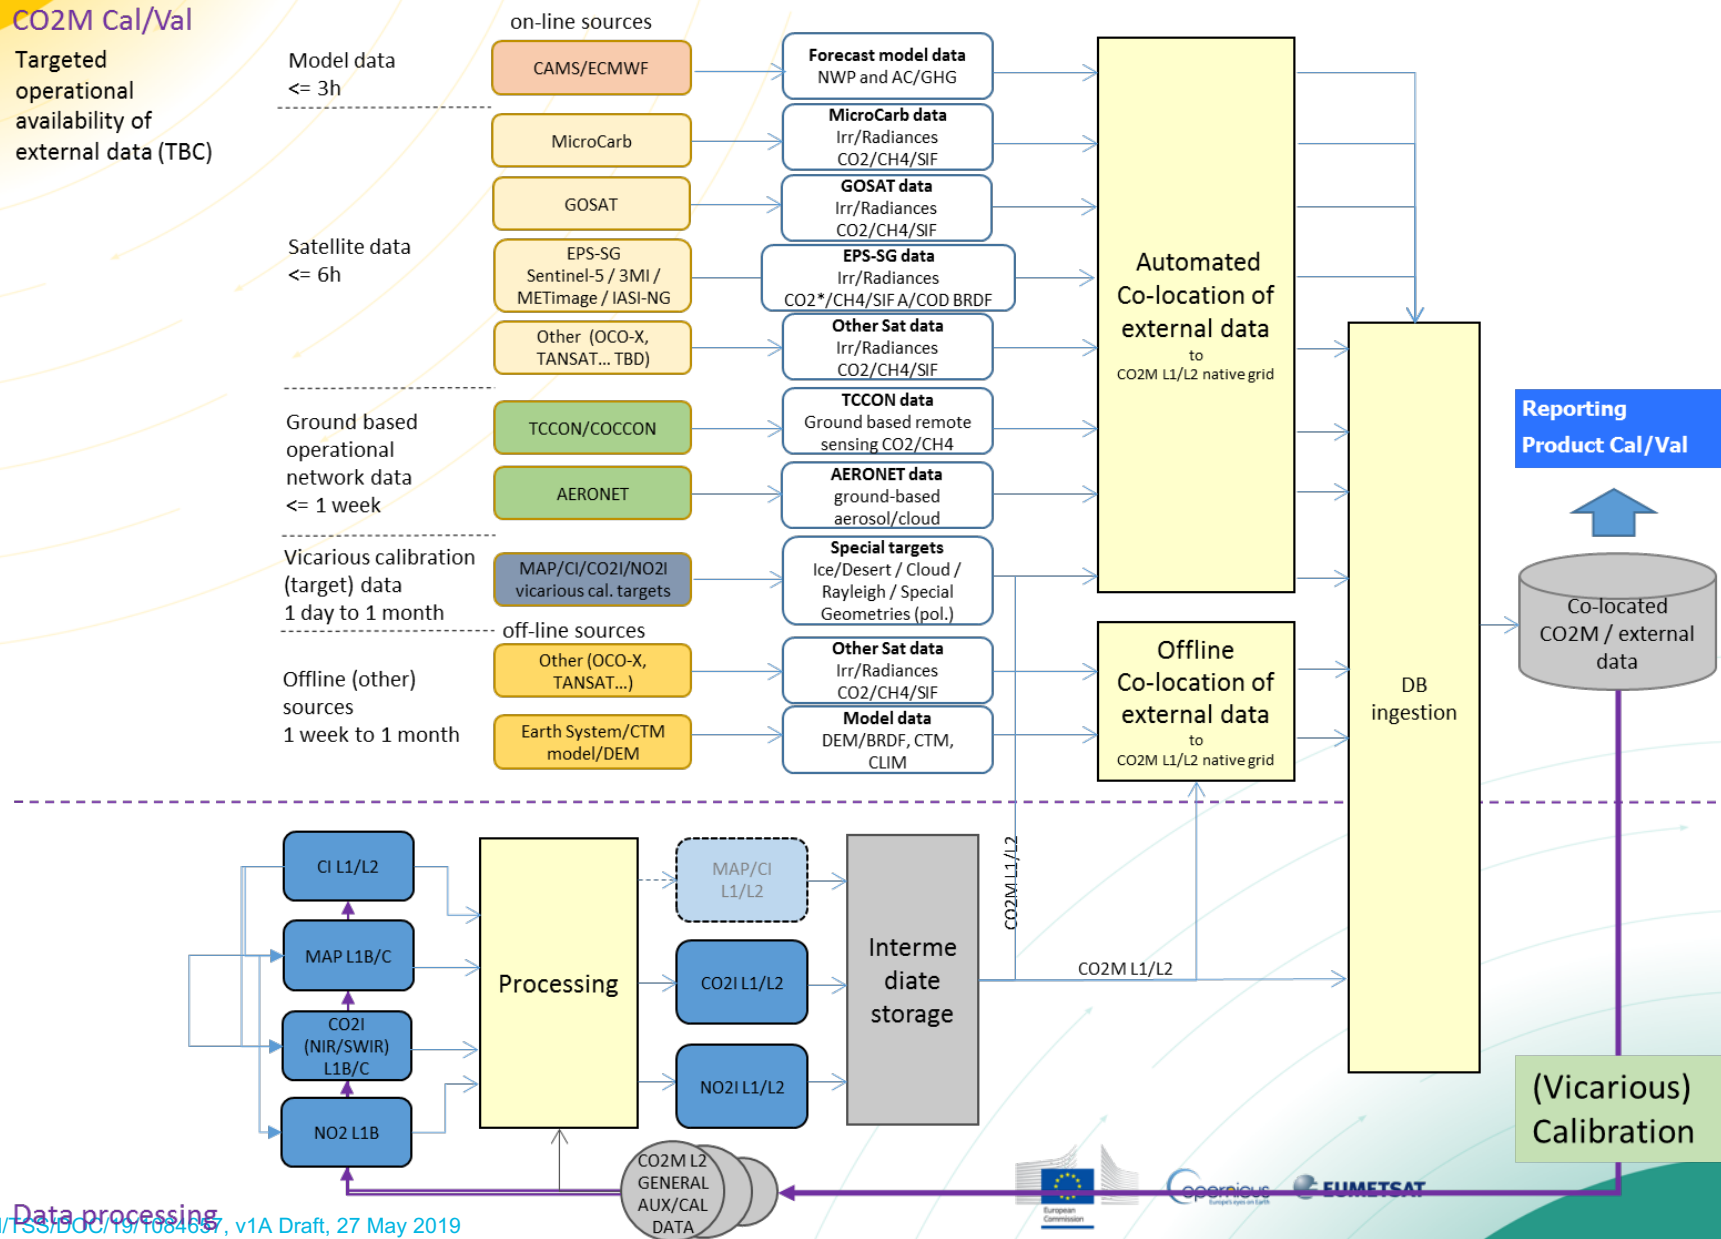 CO2M Cal/Val
Targeted
operational
availability of
external data (TBC)
on-line sources
Model data
<= 3h
CAMS/ECMWF
Forecast model data
NWP and AC/GHG
MicroCarb
MicroCarb data
Irr/Radiances
CO2/CH4/SIF
GOSAT
GOSAT data
Irr/Radiances
CO2/CH4/SIF
Satellite data
<= 6h
EPS-SG
Sentinel-5 / 3MI /
METimage / IASI-NG
EPS-SG data
Irr/Radiances
CO2*/CH4/SIF A/COD BRDF
Other (OCO-X,
TANSAT... TBD)
Other Sat data
Irr/Radiances
CO2/CH4/SIF
Automated
Co-location of
external data
to
CO2M L1/L2 native grid
Ground based
operational
network data
<= 1 week
TCCON/COCCON
TCCON data
Ground based remote
sensing CO2/CH4
AERONET
AERONET data
ground-based
aerosol/cloud
Reporting
Product Cal/Val
Vicarious calibration
(target) data
1 day to 1 month
MAP/CI/CO2I/NO2I
vicarious cal. targets
Special targets
Ice/Desert / Cloud /
Rayleigh / Special
Geometries (pol.)
Co-located
CO2M / external
data
off-line sources
Offline (other)
sources
1 week to 1 month
Other (OCO-X,
TANSAT...)
Other Sat data
Irr/Radiances
CO2/CH4/SIF
Earth System/CTM
model/DEM
Model data
DEM/BRDF, CTM,
CLIM
Offline
Co-location of
external data
to
CO2M L1/L2 native grid
DB
ingestion
CI L1/L2
MAP L1B/C
CO2I
(NIR/SWIR)
L1B/C
NO2 L1B
Processing
MAP/CI
L1/L2
CO2I L1/L2
NO2I L1/L2
Interme
diate
storage
CO2M L1/L2
CO2M L1/L2
(Vicarious)
Calibration
CO2M L2
GENERAL
AUX/CAL
DATA
European
Commission
Copernicus
Europe's eyes on Earth
EUMETSAT
Data processing
/TSS/DOC/19/1084657, v1A Draft, 27 May 2019